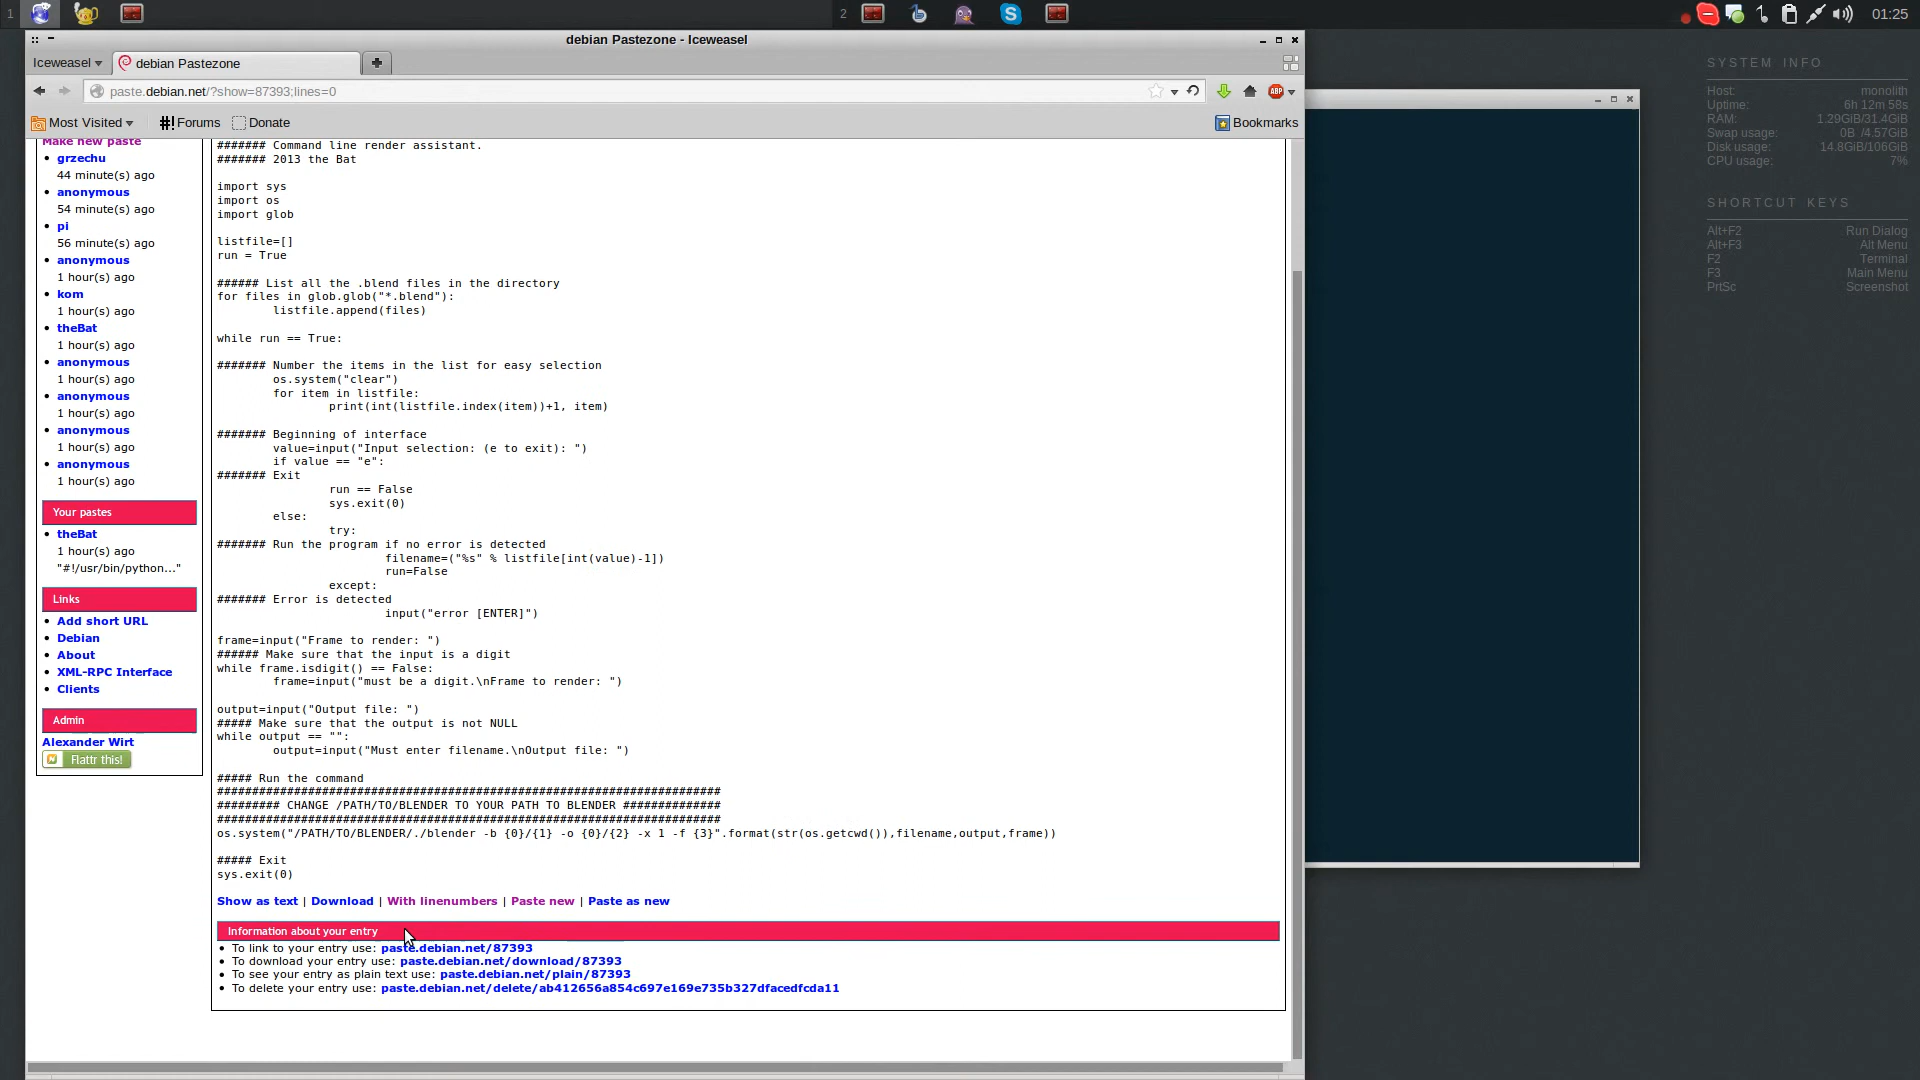 1
2
01:25
debian Pastezone - Iceweasel
Iceweasel
debian Pastezone
paste.debian.net/?show=87393;lines=0
ABP
Most Visited
Forums
Donate
Bookmarks
Make new paste
grzechu
44 minute(s) ago
anonymous
54 minute(s) ago
pi
56 minute(s) ago
anonymous
1 hour(s) ago
kom
1 hour(s) ago
theBat
1 hour(s) ago
anonymous
1 hour(s) ago
anonymous
1 hour(s) ago
anonymous
1 hour(s) ago
anonymous
1 hour(s) ago
Your pastes
theBat
1 hour(s) ago
"#!/usr/bin/python..."
Links
Add short URL
Debian
About
XML-RPC Interface
Clients
Admin
Alexander Wirt
Flattr this!
####### Command line render assistant.
####### 2013 the Bat
import sys
import os
import glob
listfile=[]
run = True
###### List all the .blend files in the directory
for files in glob.glob("*.blend"):
listfile.append(files)
while run == True:
####### Number the items in the list for easy selection
os.system("clear")
for item in listfile:
print(int(listfile.index(item))+1, item)
####### Beginning of interface
value=input("Input selection: (e to exit): ")
if value == "e":
####### Exit
run == False
sys.exit(0)
else:
try:
####### Run the program if no error is detected
filename=("%s" % listfile[int(value)-1])
run=False
except:
####### Error is detected
input("error [ENTER]")
frame=input("Frame to render: ")
###### Make sure that the input is a digit
while frame.isdigit() == False:
frame=input("must be a digit.\nFrame to render: ")
output=input("Output file: ")
##### Make sure that the output is not NULL
while output == "":
output=input("Must enter filename.\nOutput file: ")
##### Run the command
########################################################################
######### CHANGE /PATH/TO/BLENDER TO YOUR PATH TO BLENDER ##############
########################################################################
os.system("/PATH/TO/BLENDER/./blender -b {0}/{1} -o {0}/{2} -x 1 -f {3}".format(str(os.getcwd()),filename,output,frame))
##### Exit
sys.exit(0)
Show as text | Download | With linenumbers | Paste new | Paste as new
Information about your entry
To link to your entry use: paste.debian.net/87393
To download your entry use: paste.debian.net/download/87393
To see your entry as plain text use: paste.debian.net/plain/87393
To delete your entry use: paste.debian.net/delete/ab412656a854c697e169e735b327dfacedfcda11
SYSTEM INFO
Host: monolith
Uptime: 6h 12m 58s
RAM: 1.29GiB/31.4GiB
Swap usage: 0B /4.57GiB
Disk usage: 14.8GiB/106GiB
CPU usage: 7%
SHORTCUT KEYS
Alt+F2 Run Dialog
Alt+F3 Alt Menu
F2 Terminal
F3 Main Menu
PrtSc Screenshot